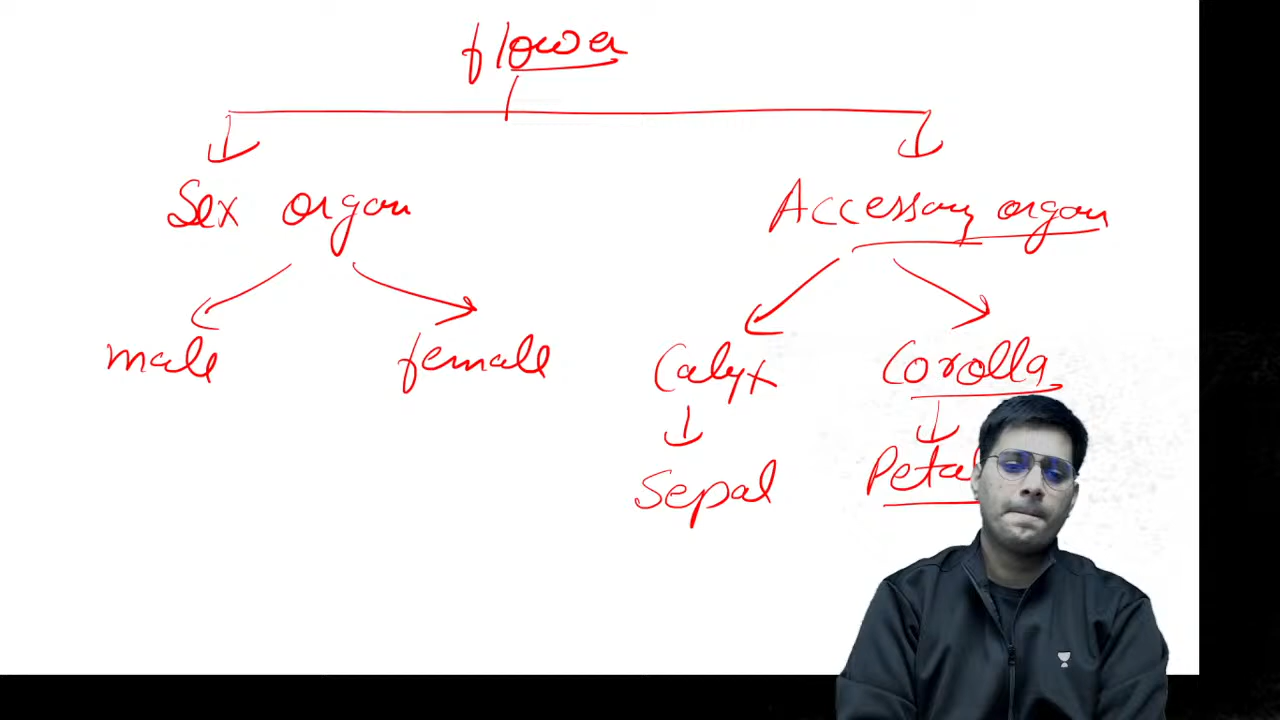 flower
Sex organ
Accessory organ
male
female
Calyx
Corolla
Sepal
Petal